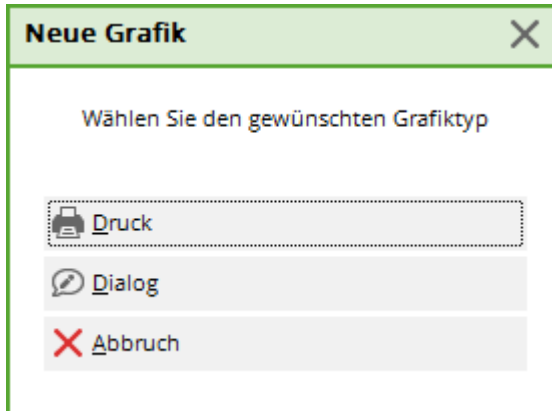 Neue Grafik
Wählen Sie den gewünschten Grafiktyp
Druck
Dialog
Abbruch